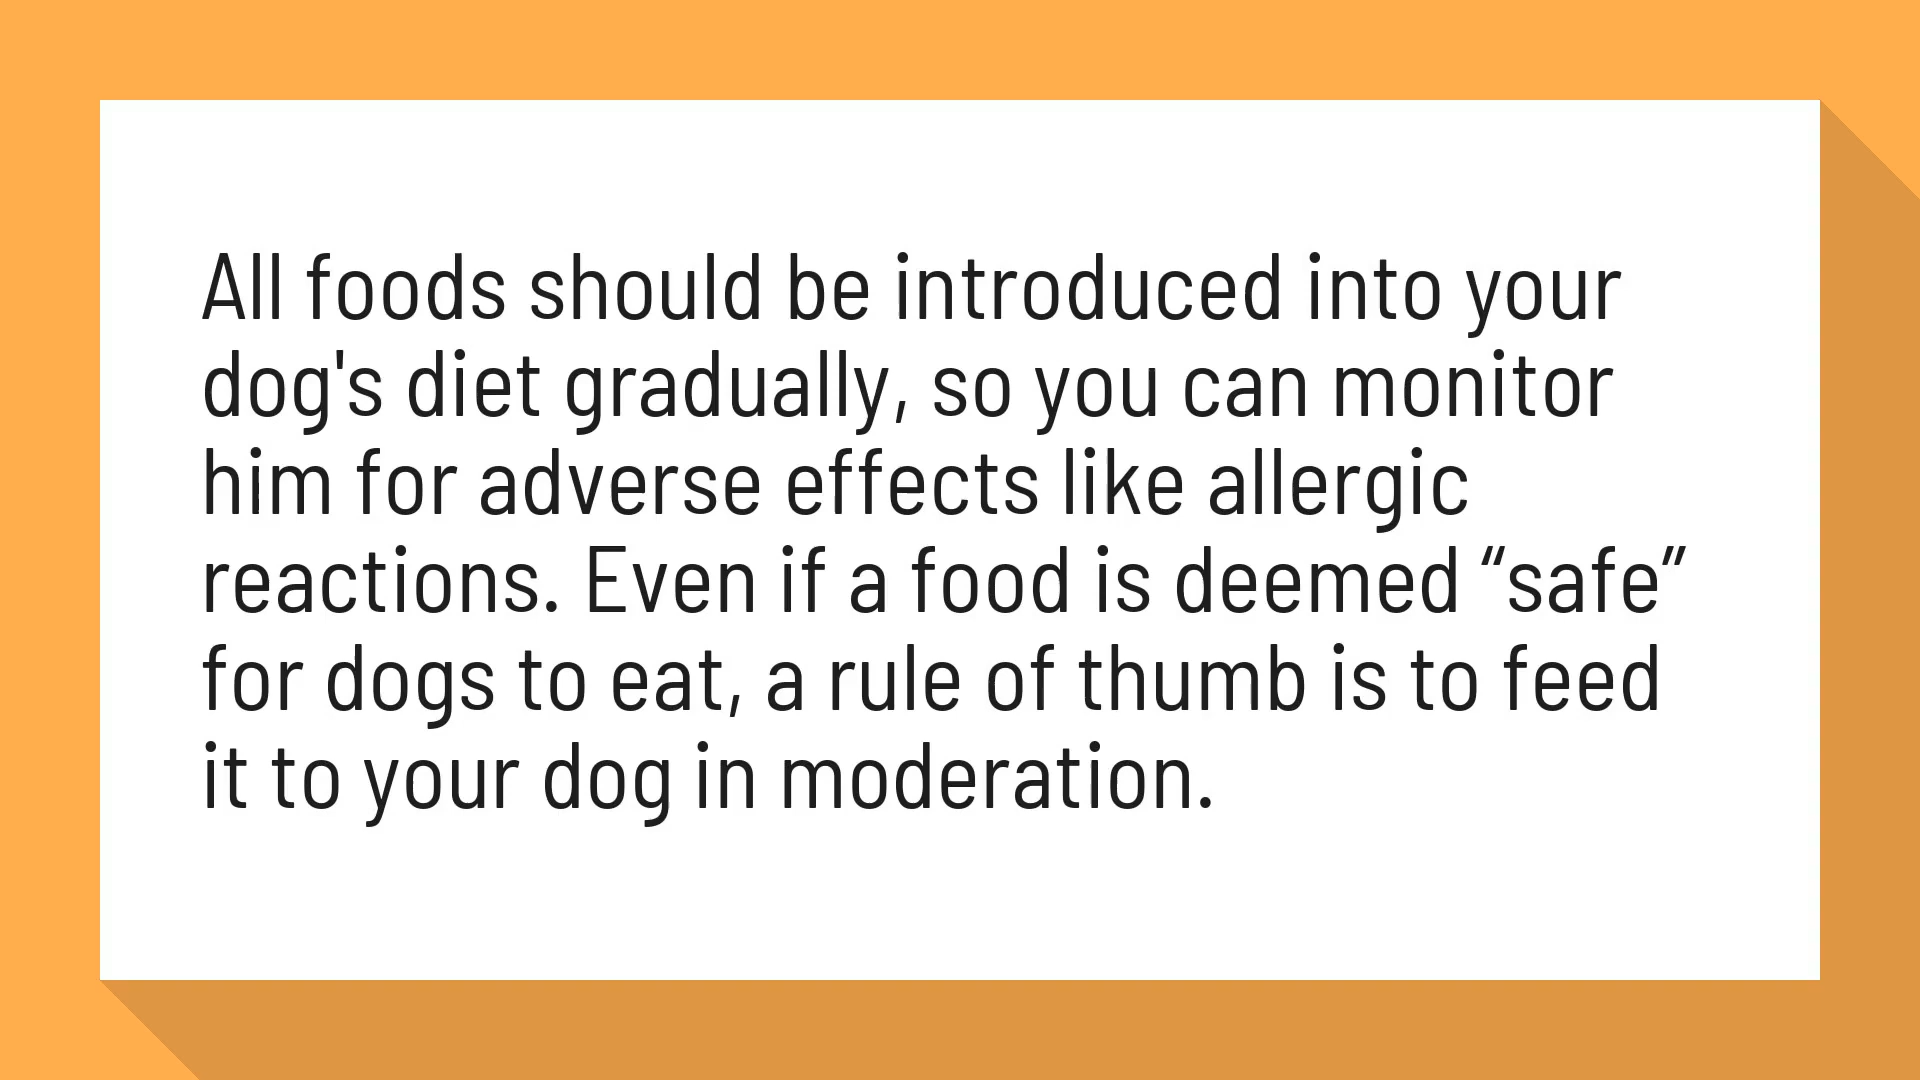 All foods should be introduced into your
dog's diet gradually, so you can monitor
him for adverse effects like allergic
reactions. Even if a food is deemed “safe”
for dogs to eat, a rule of thumb is to feed
it to your dog in moderation.